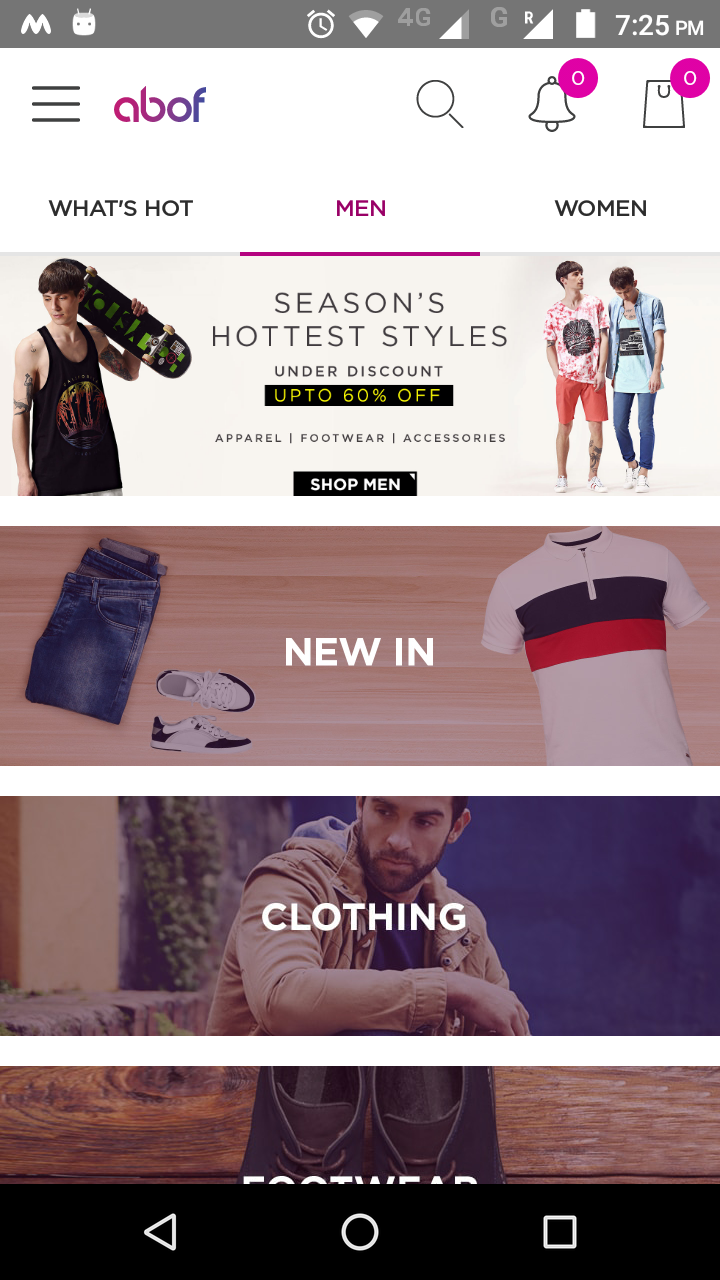 4G G R 7:25 PM
abof 0 0
WHAT'S HOT MEN WOMEN
SEASON'S
HOTTEST STYLES
UNDER DISCOUNT
UPTO 60% OFF
APPAREL | FOOTWEAR | ACCESSORIES
SHOP MEN
NEW IN
CLOTHING
FOOTWEAR